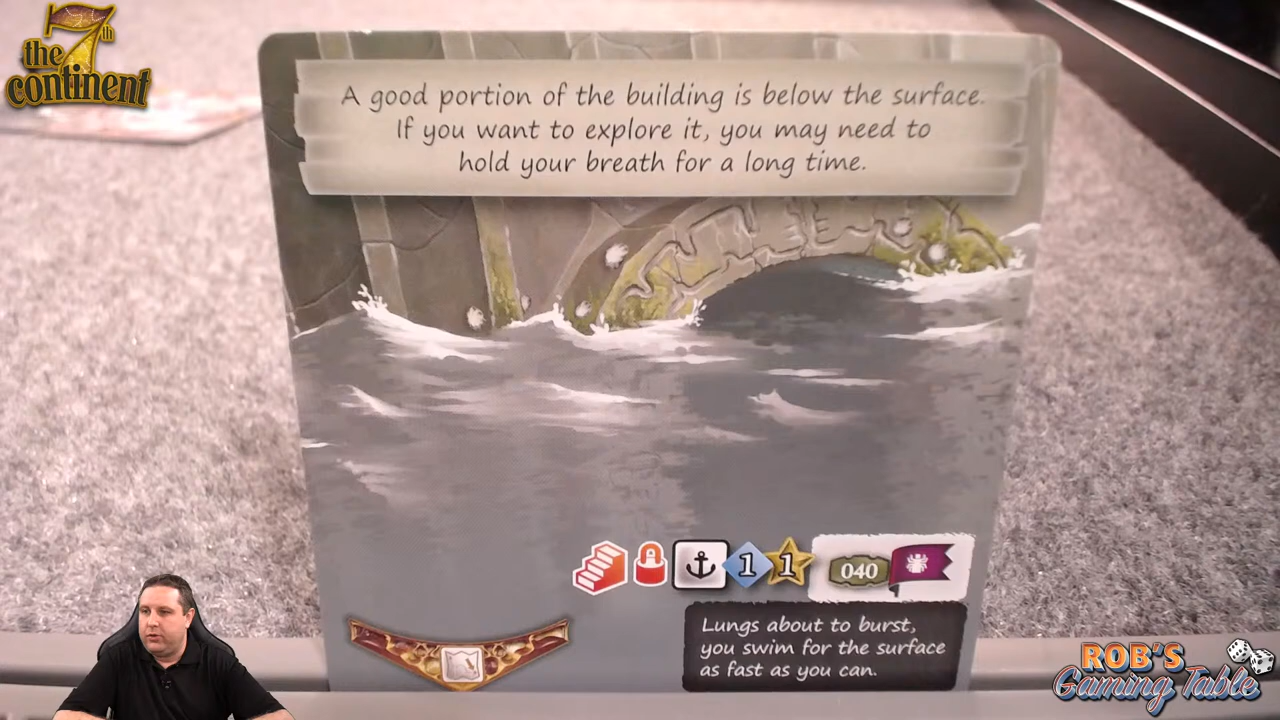 the 7th continent
A good portion of the building is below the surface.
If you want to explore it, you may need to
hold your breath for a long time.
1 1 040
Lungs about to burst,
you swim for the surface
as fast as you can.
ROB'S
Gaming Table